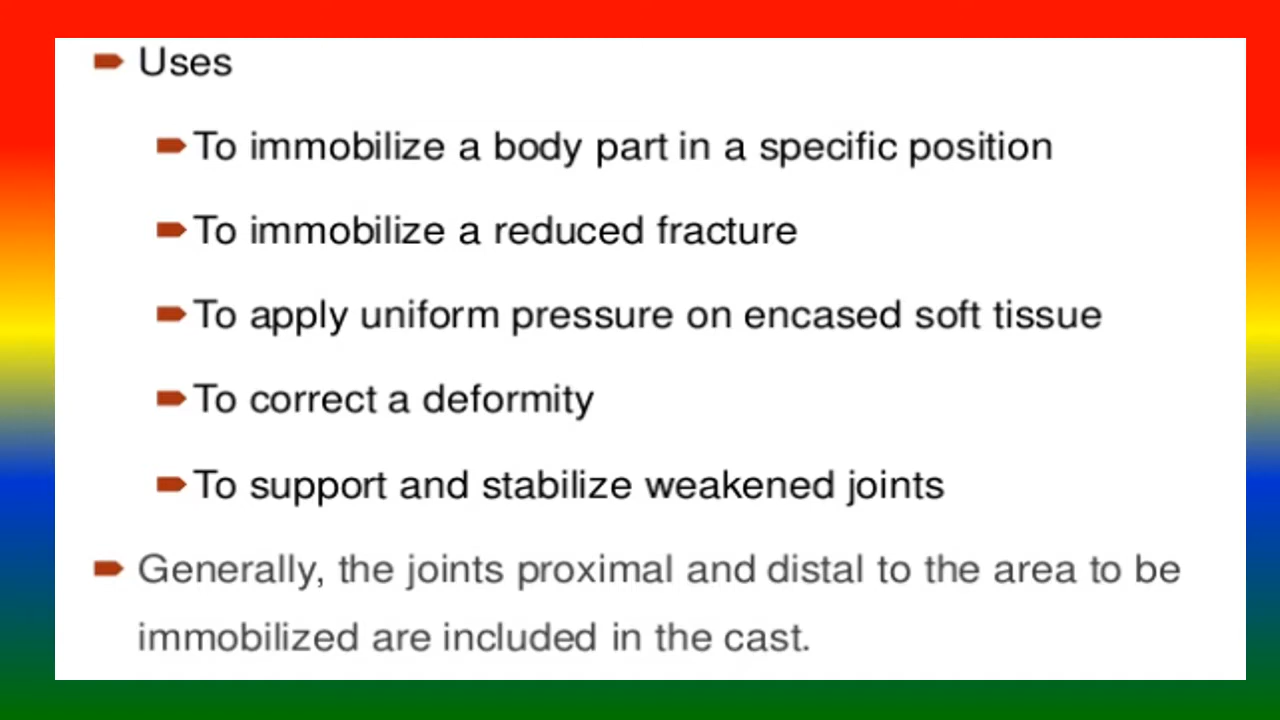 Uses
To immobilize a body part in a specific position
To immobilize a reduced fracture
To apply uniform pressure on encased soft tissue
To correct a deformity
To support and stabilize weakened joints
Generally, the joints proximal and distal to the area to be
immobilized are included in the cast.